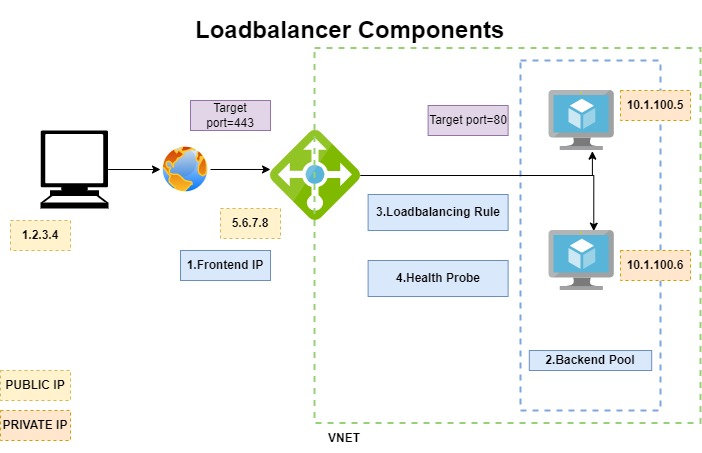 Loadbalancer Components
Target
port=443
Target port=80
10.1.100.5
1.2.3.4
5.6.7.8
3.Loadbalancing Rule
1.Frontend IP
4.Health Probe
10.1.100.6
2.Backend Pool
PUBLIC IP
PRIVATE IP
VNET